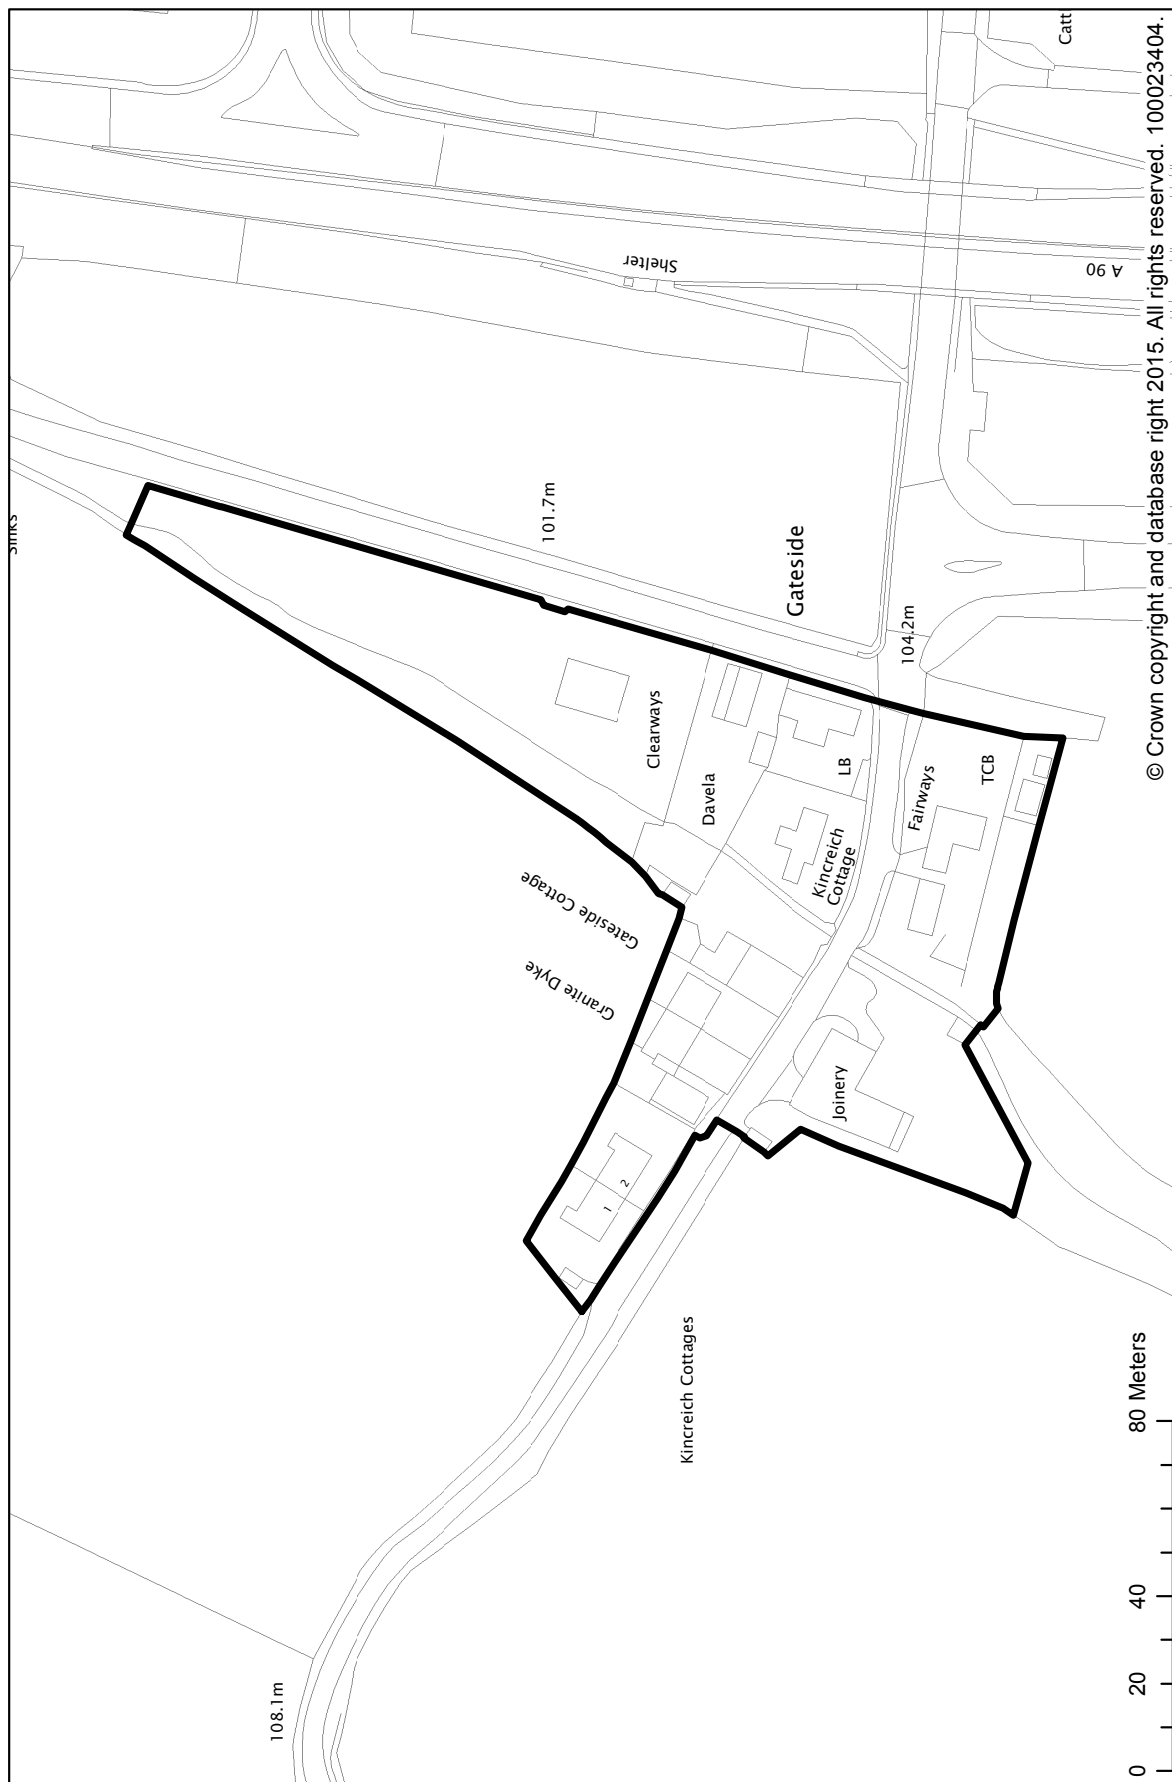 Sinks
Catt
A 90
Shelter
101.7m
Gateside
104.2m
Clearways
Davela
LB
Kincreich
Cottage
Fairways
TCB
Gateside Cottage
Granite Dyke
Joinery
2
1
Kincreich Cottages
108.1m
0 20 40 80 Meters
© Crown copyright and database right 2015. All rights reserved. 100023404.